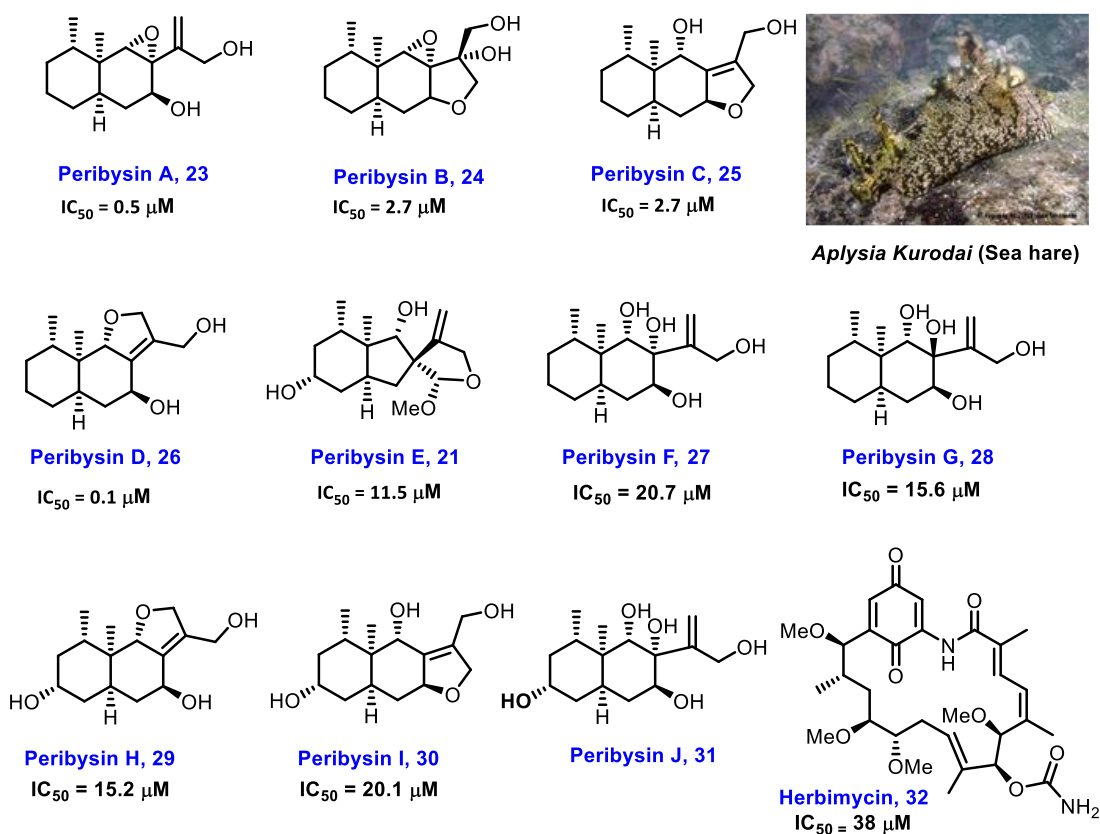 O
OH
OH
H
Peribysin A, 23
IC50 = 0.5 µM
O
OH
OH
O
H
Peribysin B, 24
IC50 = 2.7 µM
OH
OH
O
H
Peribysin C, 25
IC50 = 2.7 µM
Aplysia Kurodai (Sea hare)
O
OH
OH
H
Peribysin D, 26
IC50 = 0.1 µM
OH
HO
O
H
MeO
Peribysin E, 21
IC50 = 11.5 µM
OH
OH
OH
OH
H
Peribysin F, 27
IC50 = 20.7 µM
OH
OH
OH
OH
H
Peribysin G, 28
IC50 = 15.6 µM
O
OH
HO
OH
H
Peribysin H, 29
IC50 = 15.2 µM
OH
OH
HO
O
H
Peribysin I, 30
IC50 = 20.1 µM
OH
OH
OH
HO
OH
H
Peribysin J, 31
O
O
MeO
N
H
O
MeO
MeO
OMe
O
O
NH2
Herbimycin, 32
IC50 = 38 µM